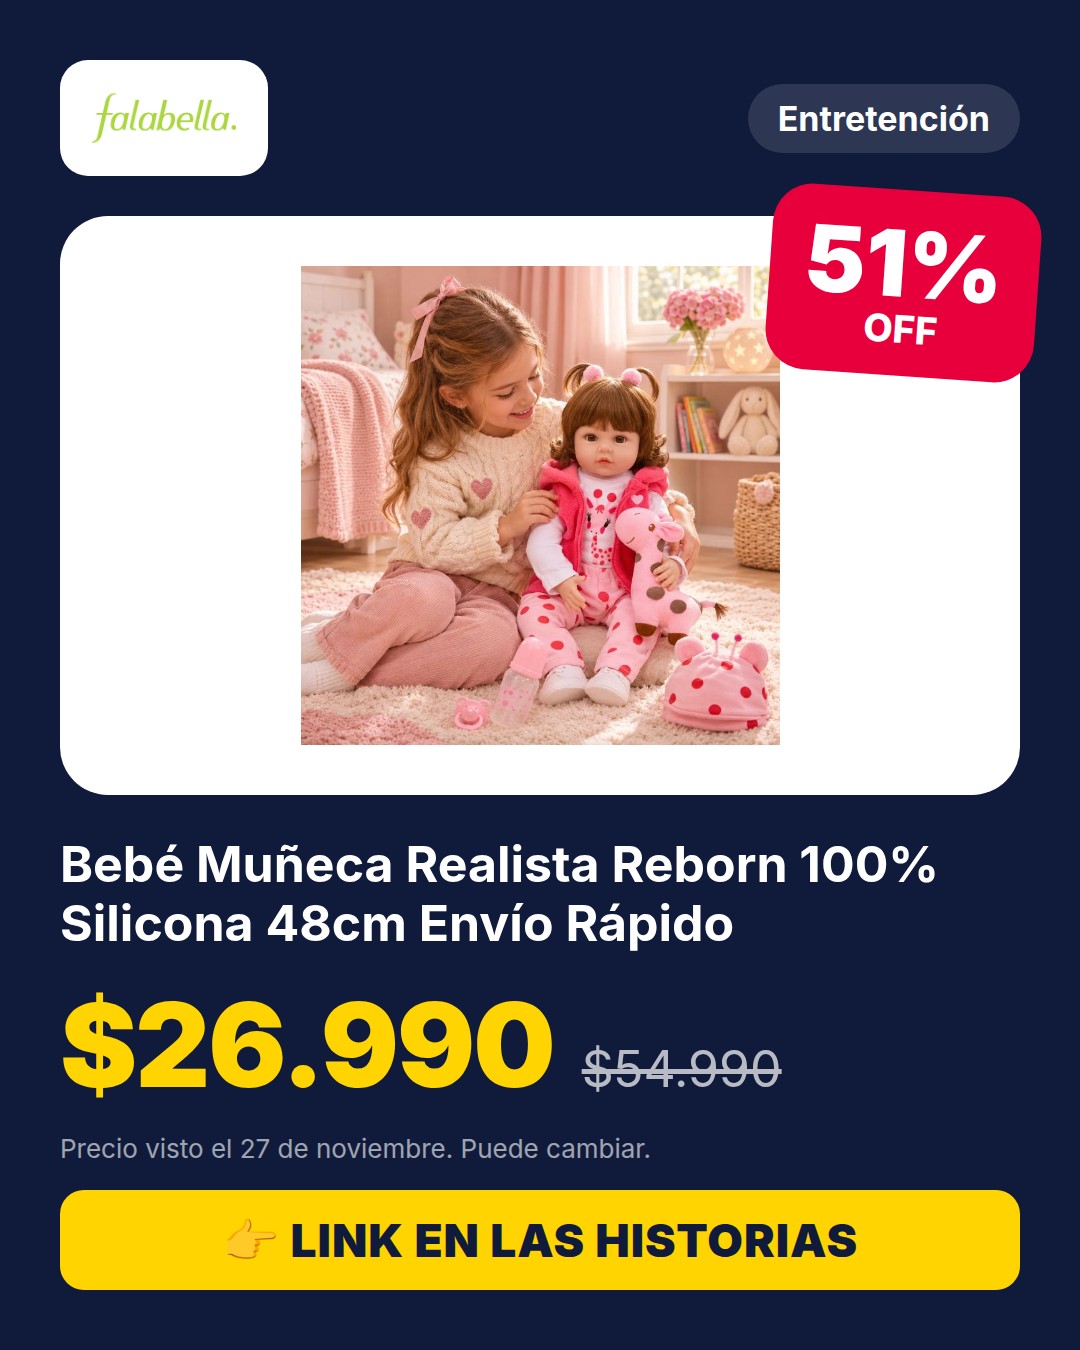 falabella.
Entretención
51%
OFF
Bebé Muñeca Realista Reborn 100%
Silicona 48cm Envío Rápido
$26.990 $54.990
Precio visto el 27 de noviembre. Puede cambiar.
👉 LINK EN LAS HISTORIAS